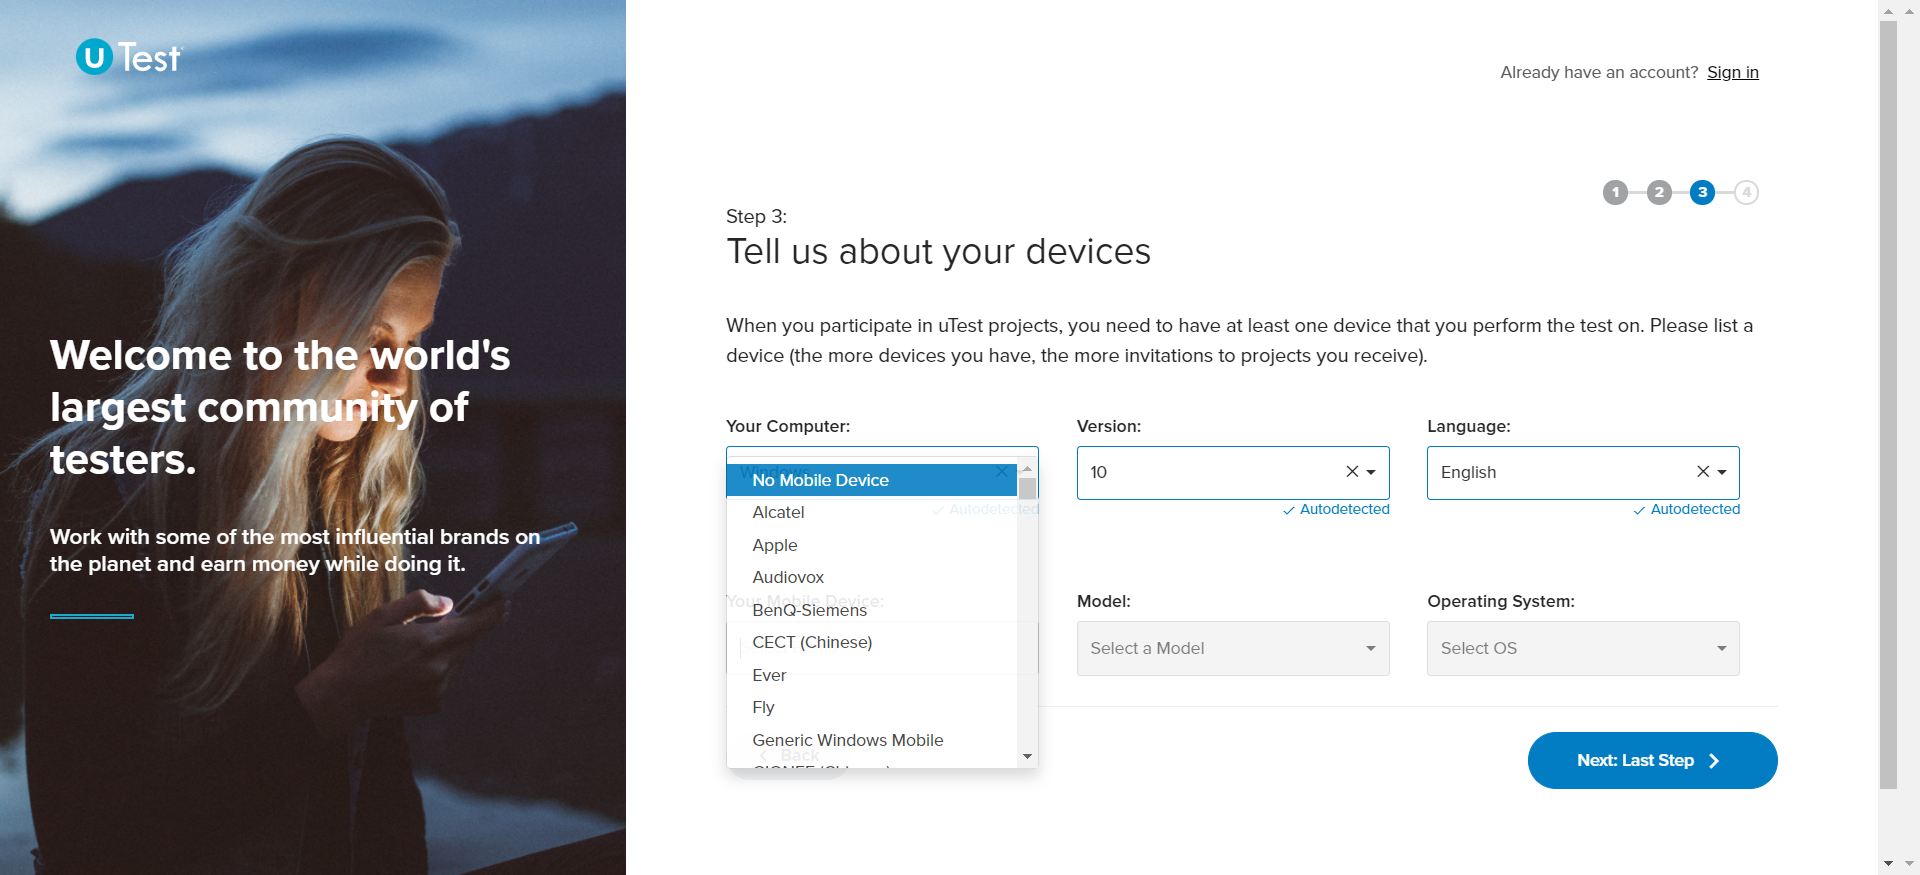 U Test
Already have an account? Sign in
1 2 3 4
Step 3:
Tell us about your devices
When you participate in uTest projects, you need to have at least one device that you perform the test on. Please list a
device (the more devices you have, the more invitations to projects you receive).
Welcome to the world's
largest community of
testers.
Work with some of the most influential brands on
the planet and earn money while doing it.
Your Computer:
Windows
Autodetected
Version:
10
Autodetected
Language:
English
Autodetected
No Mobile Device
Alcatel
Apple
Audiovox
BenQ-Siemens
CECT (Chinese)
Ever
Fly
Generic Windows Mobile
Your Mobile Device:
Model:
Select a Model
Operating System:
Select OS
Back
Next: Last Step